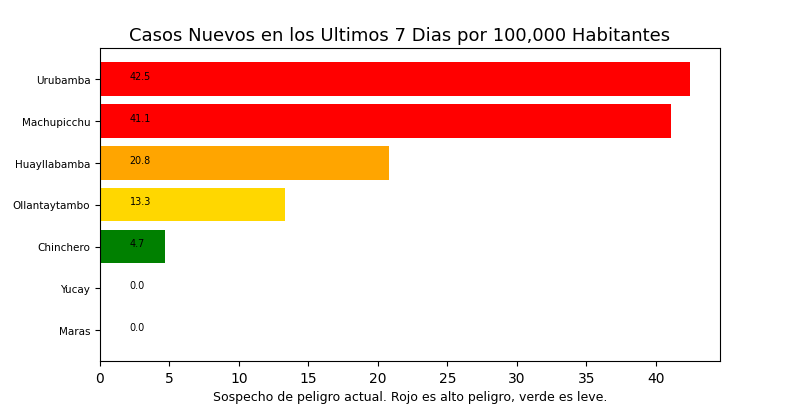 Casos Nuevos en los Ultimos 7 Dias por 100,000 Habitantes
Urubamba 42.5
Machupicchu 41.1
Huayllabamba 20.8
Ollantaytambo 13.3
Chinchero 4.7
Yucay 0.0
Maras 0.0
0 5 10 15 20 25 30 35 40
Sospecho de peligro actual. Rojo es alto peligro, verde es leve.